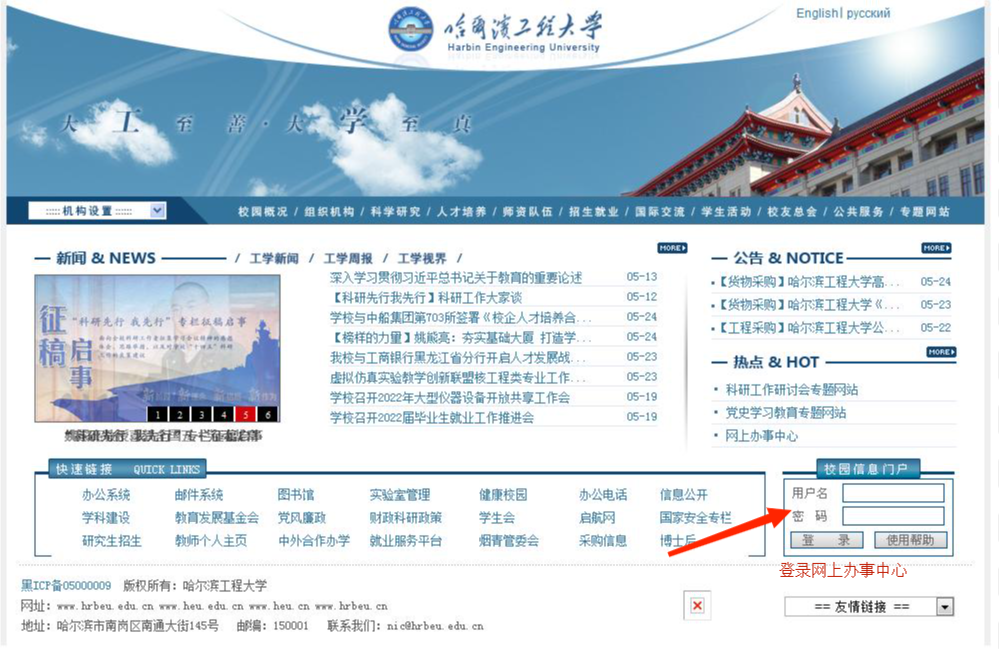 English| русский
哈尔滨工程大学
Harbin Engineering University
大 工 至 善 · 大 学 至 真
:::::机构设置::::::
校园概况 / 组织机构 / 科学研究 / 人才培养 / 师资队伍 / 招生就业 / 国际交流 / 学生活动 / 校友总会 / 公共服务 / 专题网站
新闻 & NEWS / 工学新闻 / 工学周报 / 工学视界 / MORE
征稿启事
"科研先行 我先行"专栏征稿启事
1 2 3 4 5 6
深入学习贯彻习近平总书记关于教育的重要论述 05-13
【科研先行我先行】科研工作大家谈 05-12
学校与中船集团第703所签署《校企人才培养合... 05-24
【榜样的力量】姚熊亮：夯实基础大厦 打造学... 05-24
我校与工商银行黑龙江省分行开启人才发展战... 05-23
虚拟仿真实验教学创新联盟核工程类专业工作... 05-23
学校召开2022年大型仪器设备开放共享工作会 05-19
学校召开2022届毕业生就业工作推进会 05-19
公告 & NOTICE MORE
【货物采购】哈尔滨工程大学高... 05-24
【货物采购】哈尔滨工程大学《... 05-23
【工程采购】哈尔滨工程大学公... 05-22
热点 & HOT MORE
科研工作研讨会专题网站
党史学习教育专题网站
网上办事中心
快速链接 QUICK LINKS
办公系统 邮件系统 图书馆 实验室管理 健康校园 办公电话 信息公开
学科建设 教育发展基金会 党风廉政 财政科研政策 学生会 启航网 国家安全专栏
研究生招生 教师个人主页 中外合作办学 就业服务平台 烟青管委会 采购信息 博士后
校园信息门户
用户名
密 码
登 录 使用帮助
登录网上办事中心
黑ICP备05000009 版权所有：哈尔滨工程大学
网址：www.hrbeu.edu.cn www.heu.edu.cn www.heu.cn www.hrbeu.cn
地址：哈尔滨市南岗区南通大街145号 邮编：150001 联系我们：nic@hrbeu.edu.cn
== 友情链接 ==